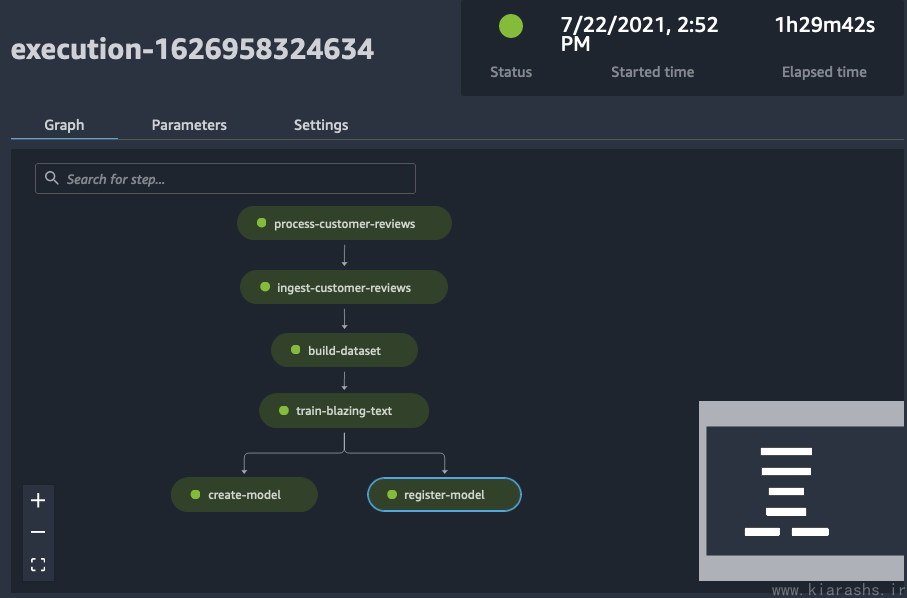 execution-1626958324634
7/22/2021, 2:52
PM
1h29m42s
Status
Started time
Elapsed time
Graph
Parameters
Settings
Search for step...
process-customer-reviews
ingest-customer-reviews
build-dataset
train-blazing-text
create-model
register-model
www.kiarashs.ir